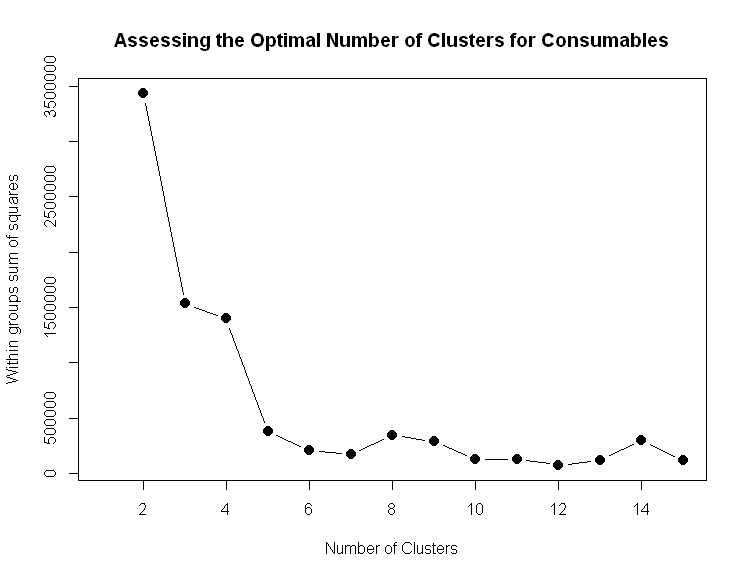 Assessing the Optimal Number of Clusters for Consumables
Within groups sum of squares
3500000
2500000
1500000
500000
0
2 4 6 8 10 12 14
Number of Clusters